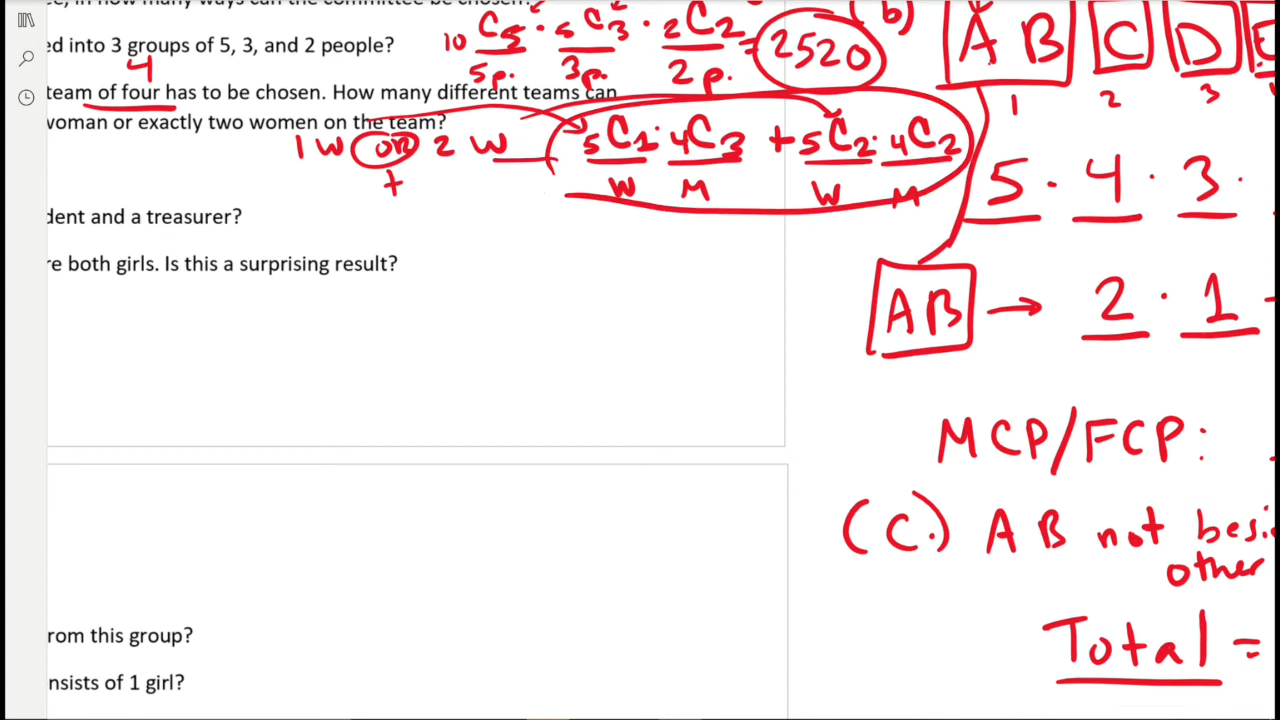 ed into 3 groups of 5, 3, and 2 people?
10C5 · 5C3 · 2C2 = 2520
5p. 3p. 2p.
4
team of four has to be chosen. How many different teams can
woman or exactly two women on the team?
1 W OR 2 W 5C1 · 4C3 + 5C2 · 4C2
+ W M W M
dent and a treasurer?
re both girls. Is this a surprising result?
rom this group?
nsists of 1 girl?
b)
A B C D E
1 2 3
5 · 4 · 3 ·
AB → 2 · 1
MCP/FCP:
(C.) A B not besi
other
Total =